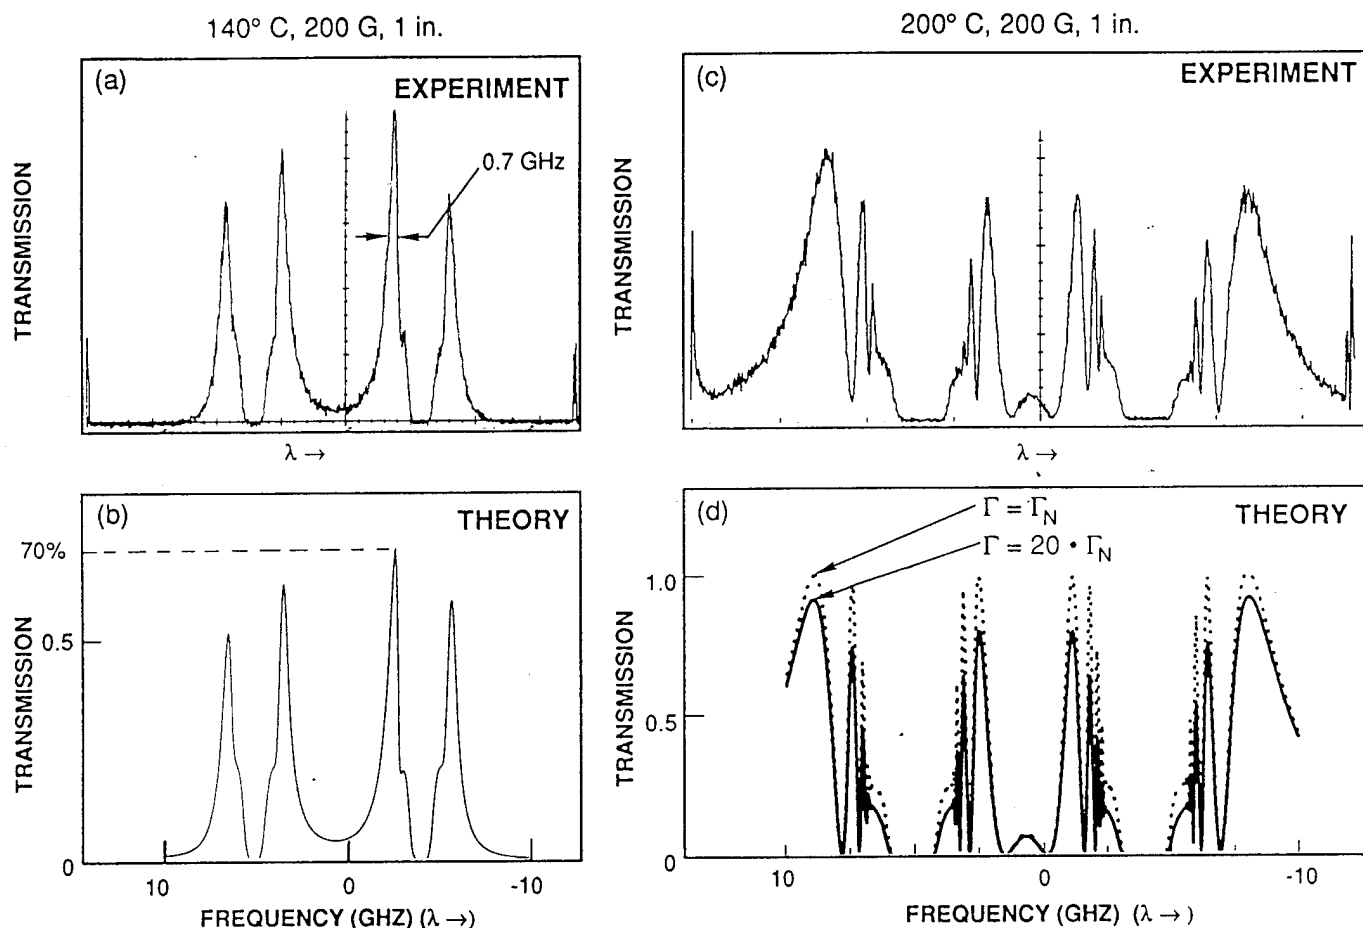 140° C, 200 G, 1 in.
(a)
EXPERIMENT
0.7 GHz
TRANSMISSION
λ →
(b)
THEORY
70%
0.5
0
TRANSMISSION
10
0
-10
FREQUENCY (GHZ) (λ →)
200° C, 200 G, 1 in.
(c)
EXPERIMENT
TRANSMISSION
λ →
(d)
THEORY
Γ = Γ_N
Γ = 20 • Γ_N
1.0
0.5
0
TRANSMISSION
10
0
-10
FREQUENCY (GHZ) (λ → )